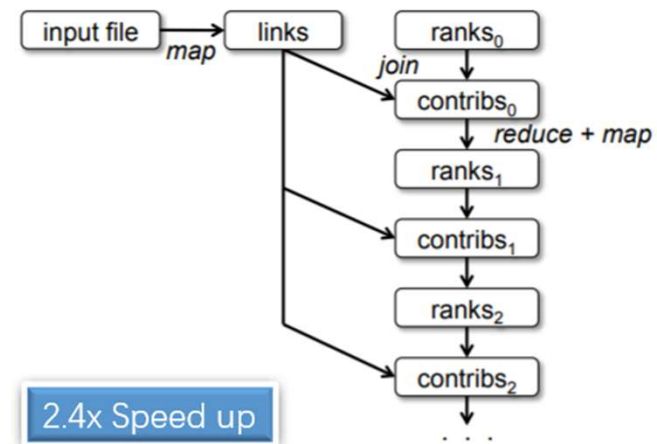 input file
map
links
ranks₀
join
contribs₀
reduce + map
ranks₁
contribs₁
ranks₂
contribs₂
. . .
2.4x Speed up